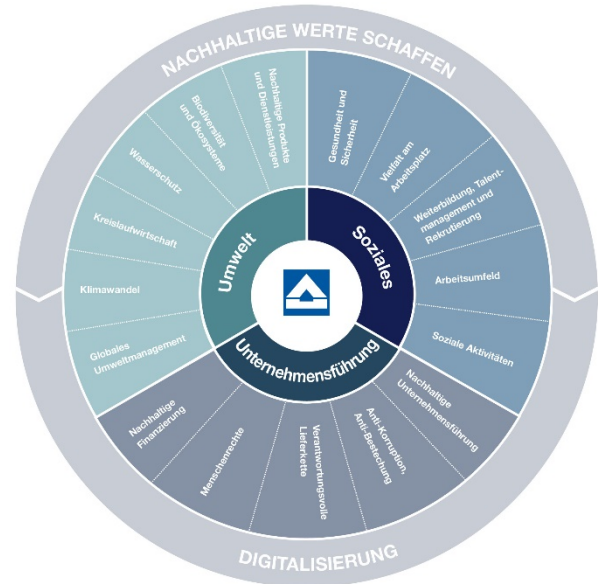 NACHHALTIGE WERTE SCHAFFEN
Umwelt
Globales
Umweltmanagement
Klimawandel
Kreislaufwirtschaft
Wasserschutz
Biodiversität
und Ökosysteme
Nachhaltige Produkte
und Dienstleistungen
Soziales
Gesundheit und
Sicherheit
Vielfalt am
Arbeitsplatz
Weiterbildung, Talent-
management und
Rekrutierung
Arbeitsumfeld
Soziale Aktivitäten
Unternehmensführung
Nachhaltige
Unternehmensführung
Anti-Korruption,
Anti-Bestechung
Verantwortungsvolle
Lieferkette
Menschenrechte
Nachhaltige
Finanzierung
DIGITALISIERUNG